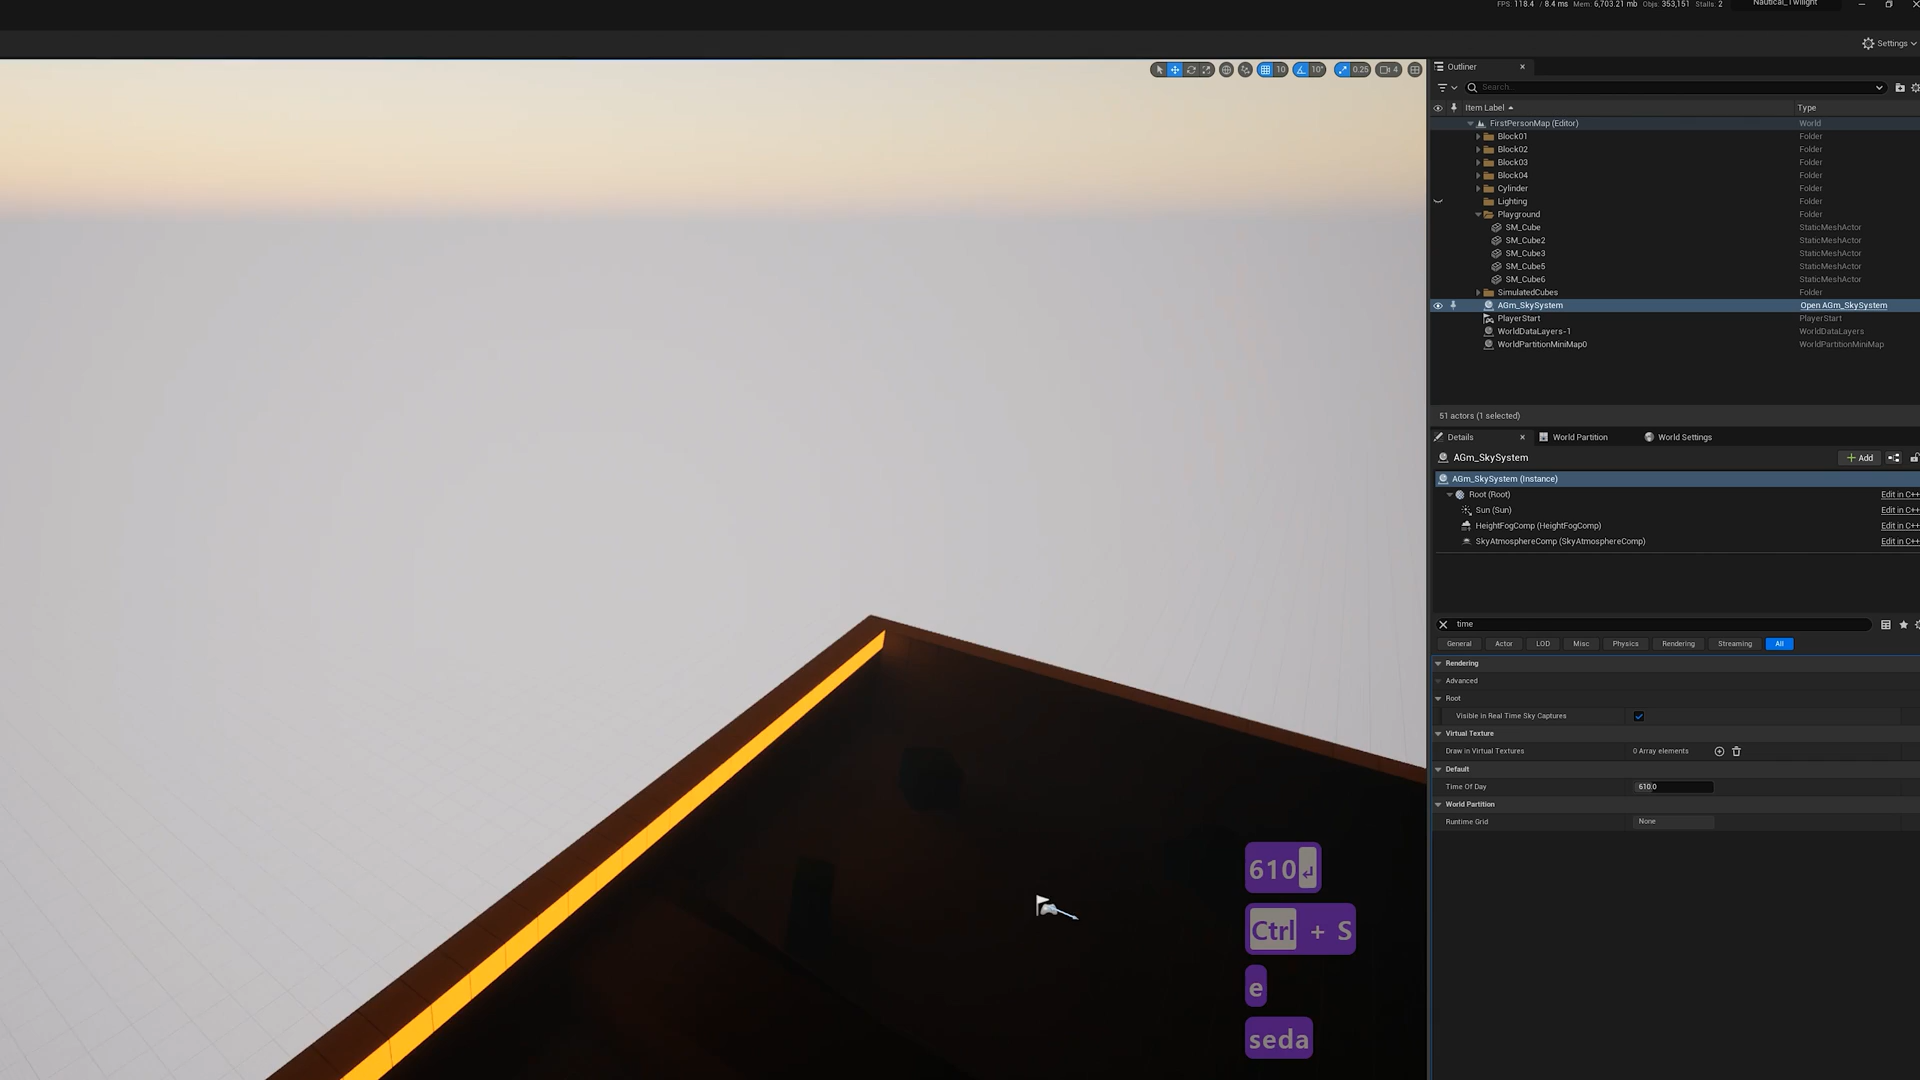 FPS: 118.4 / 8.4 ms Mem: 6,703.21 mb Objs: 353,151 Stalls: 2
Nautical_Twilight
Settings
10 10° 0.25 4
Outliner
Search...
Item Label Type
FirstPersonMap (Editor) World
Block01 Folder
Block02 Folder
Block03 Folder
Block04 Folder
Cylinder Folder
Lighting Folder
Playground Folder
SM_Cube StaticMeshActor
SM_Cube2 StaticMeshActor
SM_Cube3 StaticMeshActor
SM_Cube5 StaticMeshActor
SM_Cube6 StaticMeshActor
SimulatedCubes Folder
AGm_SkySystem Open AGm_SkySystem
PlayerStart PlayerStart
WorldDataLayers-1 WorldDataLayers
WorldPartitionMiniMap0 WorldPartitionMiniMap
51 actors (1 selected)
Details World Partition World Settings
AGm_SkySystem + Add
AGm_SkySystem (Instance)
Root (Root) Edit in C++
Sun (Sun) Edit in C++
HeightFogComp (HeightFogComp) Edit in C++
SkyAtmosphereComp (SkyAtmosphereComp) Edit in C++
time
General Actor LOD Misc Physics Rendering Streaming All
Rendering
Advanced
Root
Visible in Real Time Sky Captures
Virtual Texture
Draw in Virtual Textures 0 Array elements
Default
Time Of Day 610.0
World Partition
Runtime Grid None
610
Ctrl + S
e
seda